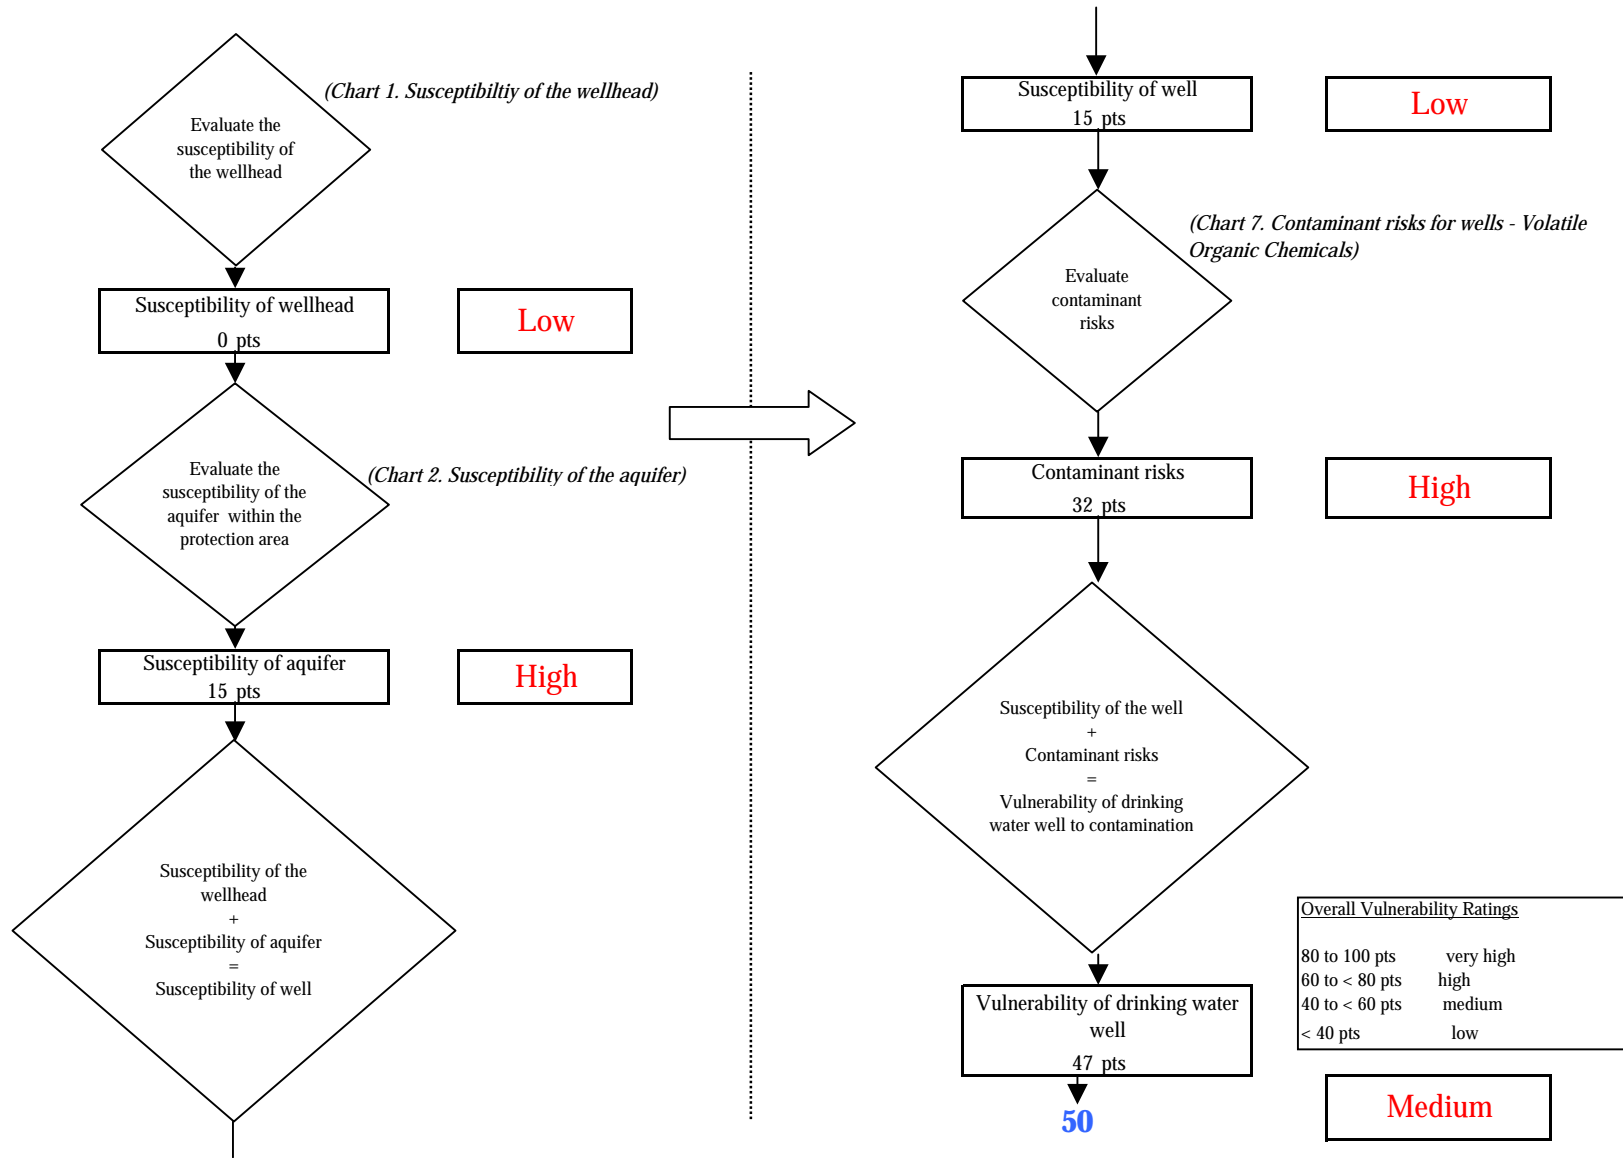 (Chart 1. Susceptibiltiy of the wellhead)
Evaluate the
susceptibility of
the wellhead
Susceptibility of wellhead
0 pts
Low
(Chart 2. Susceptibility of the aquifer)
Evaluate the
susceptibility of the
aquifer within the
protection area
Susceptibility of aquifer
15 pts
High
Susceptibility of the
wellhead
+
Susceptibility of aquifer
=
Susceptibility of well
Susceptibility of well
15 pts
Low
(Chart 7. Contaminant risks for wells - Volatile
Organic Chemicals)
Evaluate
contaminant
risks
Contaminant risks
32 pts
High
Susceptibility of the well
+
Contaminant risks
=
Vulnerability of drinking
water well to contamination
Overall Vulnerability Ratings
80 to 100 pts very high
60 to < 80 pts high
40 to < 60 pts medium
< 40 pts low
Vulnerability of drinking water
well
47 pts
50
Medium